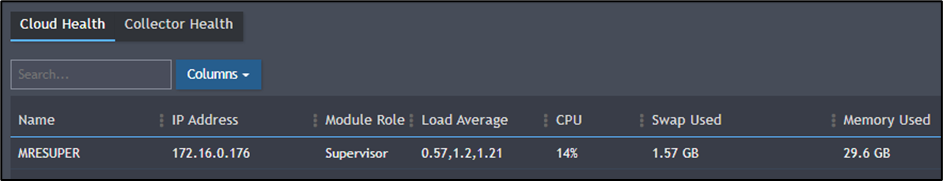 Cloud Health Collector Health
Search... Columns
Name IP Address Module Role Load Average CPU Swap Used Memory Used
MRESUPER 172.16.0.176 Supervisor 0.57,1.2,1.21 14% 1.57 GB 29.6 GB